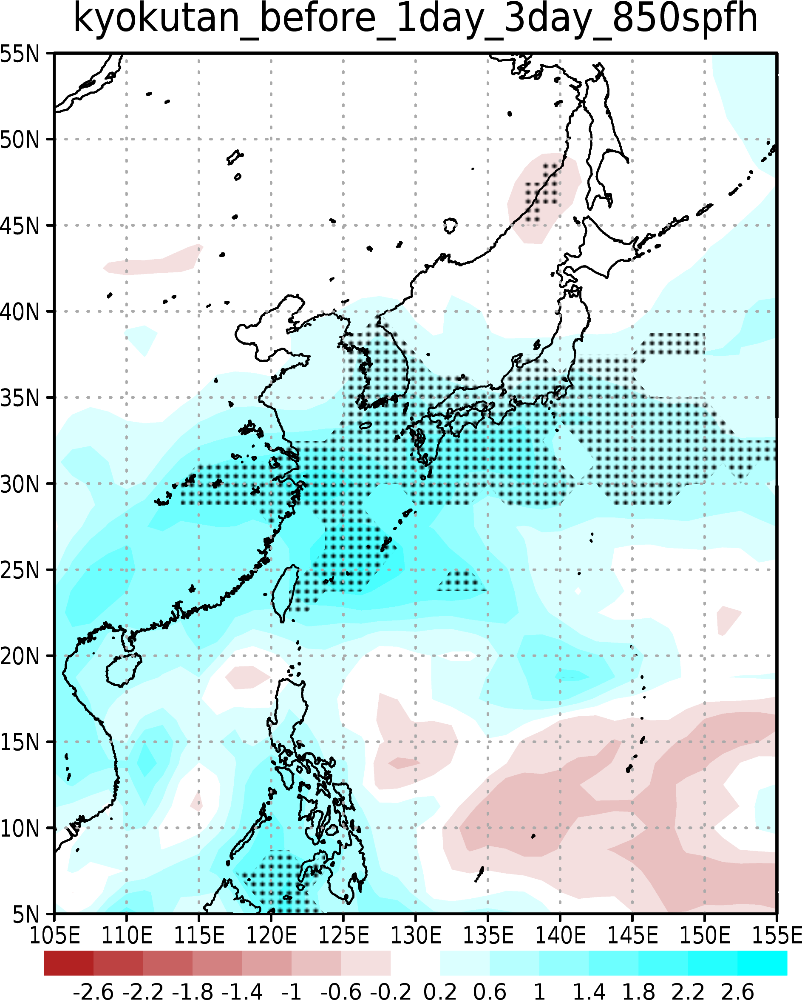 kyokutan_before_1day_3day_850spfh
55N
50N
45N
40N
35N
30N
25N
20N
15N
10N
5N
105E 110E 115E 120E 125E 130E 135E 140E 145E 150E 155E
-2.6 -2.2 -1.8 -1.4 -1 -0.6 -0.2 0.2 0.6 1 1.4 1.8 2.2 2.6